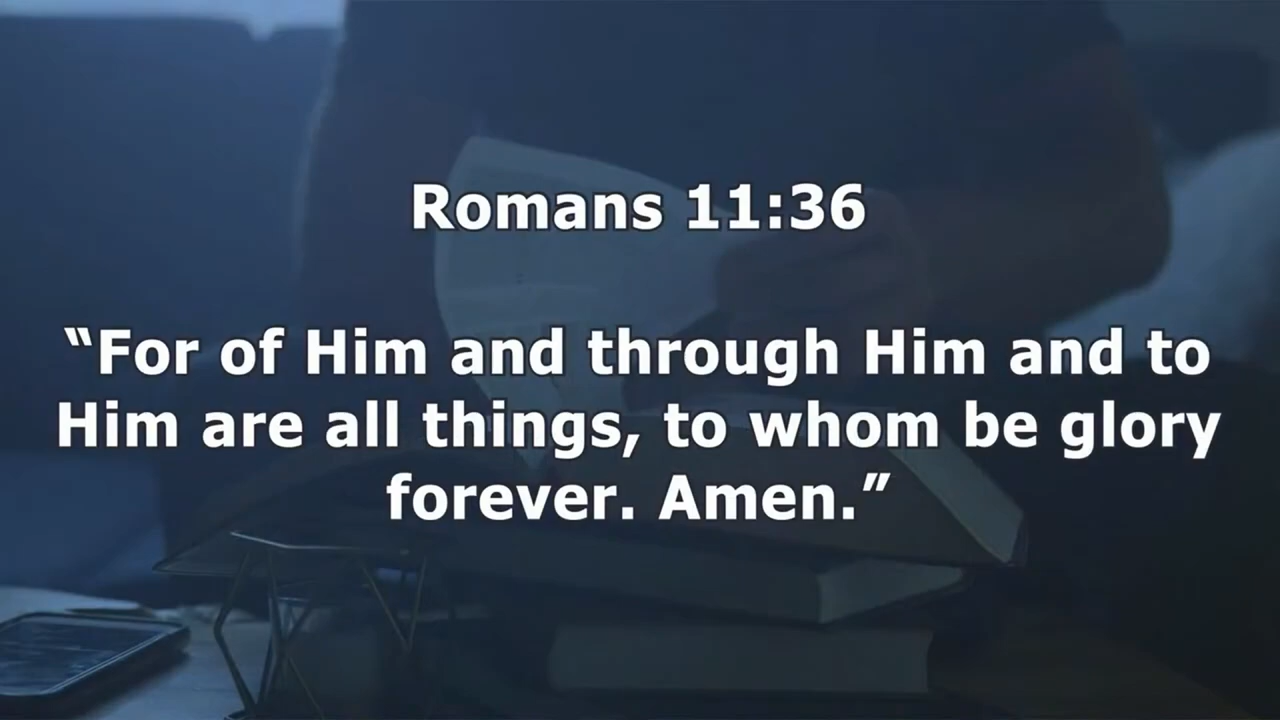 Romans 11:36
“For of Him and through Him and to
Him are all things, to whom be glory
forever. Amen.”